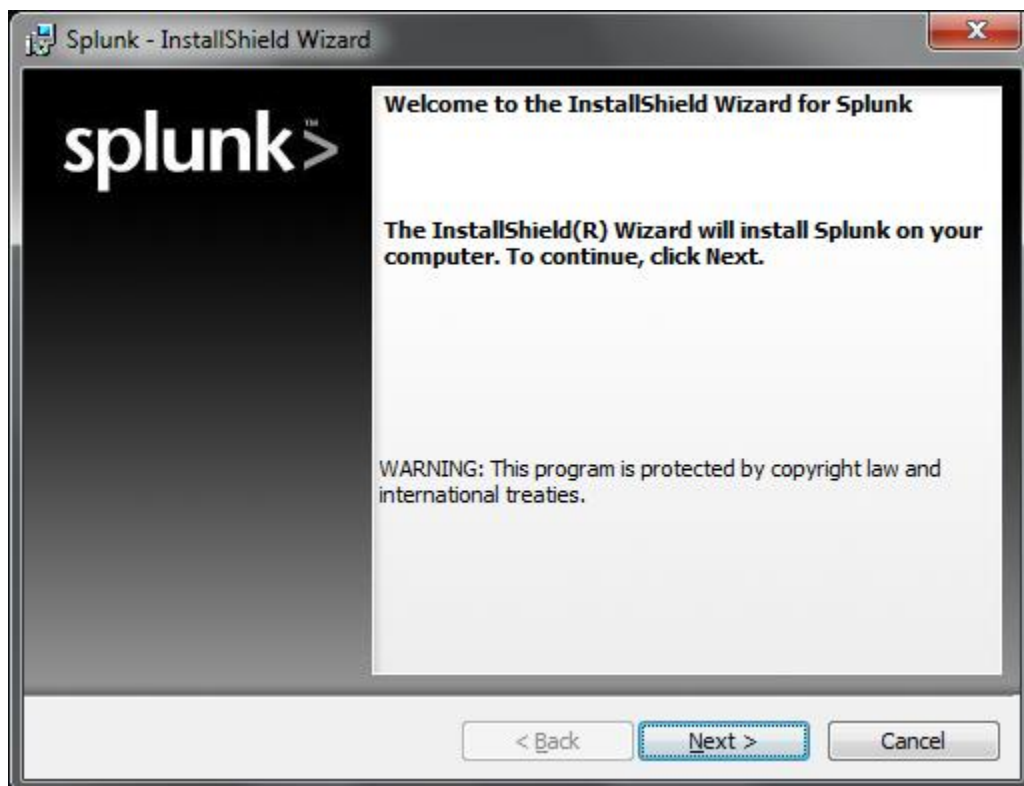 Splunk - InstallShield Wizard
splunk>™
Welcome to the InstallShield Wizard for Splunk
The InstallShield(R) Wizard will install Splunk on your
computer. To continue, click Next.
WARNING: This program is protected by copyright law and
international treaties.
< Back
Next >
Cancel